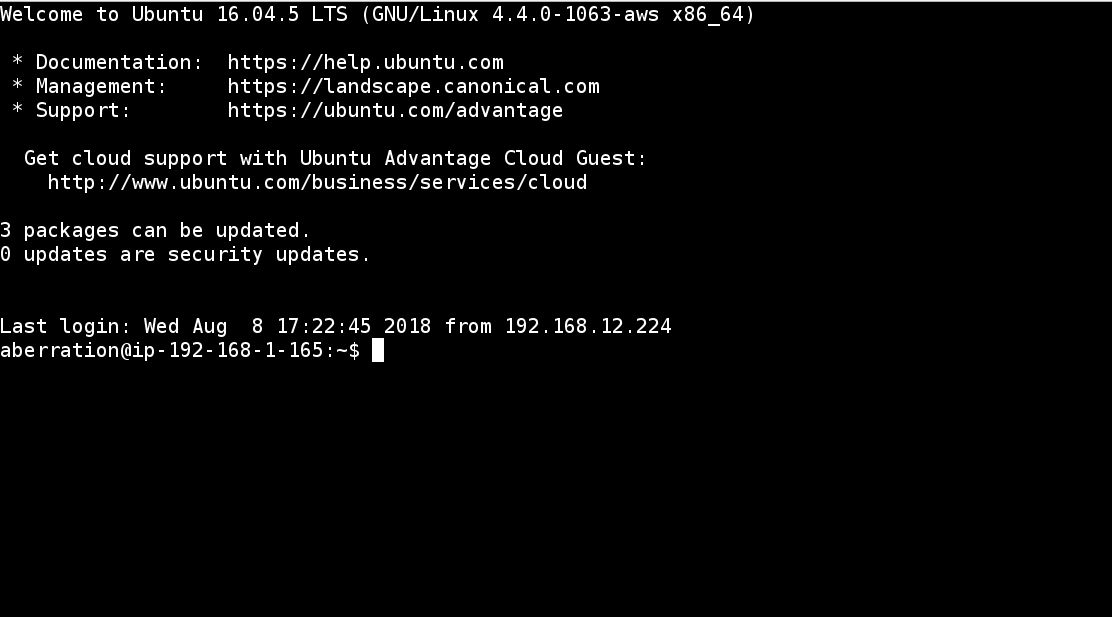 Welcome to Ubuntu 16.04.5 LTS (GNU/Linux 4.4.0-1063-aws x86_64)
* Documentation:  https://help.ubuntu.com
* Management:     https://landscape.canonical.com
* Support:        https://ubuntu.com/advantage
Get cloud support with Ubuntu Advantage Cloud Guest:
http://www.ubuntu.com/business/services/cloud
3 packages can be updated.
0 updates are security updates.
Last login: Wed Aug  8 17:22:45 2018 from 192.168.12.224
aberration@ip-192-168-1-165:~$